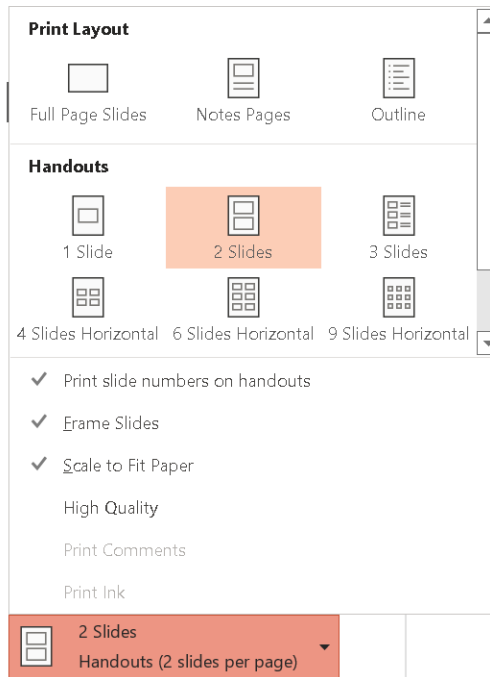 Print Layout
Full Page Slides
Notes Pages
Outline
Handouts
1 Slide
2 Slides
3 Slides
4 Slides Horizontal
6 Slides Horizontal
9 Slides Horizontal
Print slide numbers on handouts
Frame Slides
Scale to Fit Paper
High Quality
Print Comments
Print Ink
2 Slides
Handouts (2 slides per page)